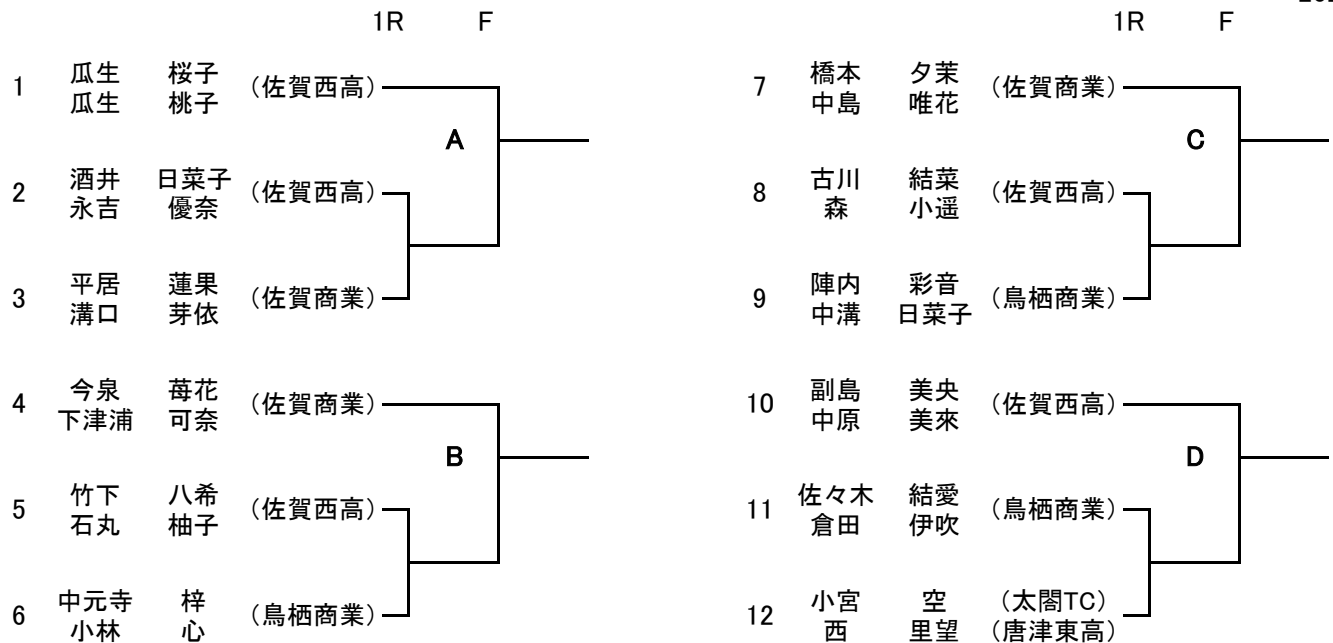 1R F
1 瓜生 桜子 (佐賀西高)
瓜生 桃子
A
2 酒井 日菜子 (佐賀西高)
永吉 優奈
3 平居 蓮果 (佐賀商業)
溝口 芽依
4 今泉 苺花 (佐賀商業)
下津浦 可奈
B
5 竹下 八希 (佐賀西高)
石丸 柚子
6 中元寺 梓 (鳥栖商業)
小林 心
1R F
7 橋本 夕茉 (佐賀商業)
中島 唯花
C
8 古川 結菜 (佐賀西高)
森 小遥
9 陣内 彩音 (鳥栖商業)
中溝 日菜子
10 副島 美央 (佐賀西高)
中原 美來
D
11 佐々木 結愛 (鳥栖商業)
倉田 伊吹
12 小宮 空 (太閤TC)
西 里望 (唐津東高)